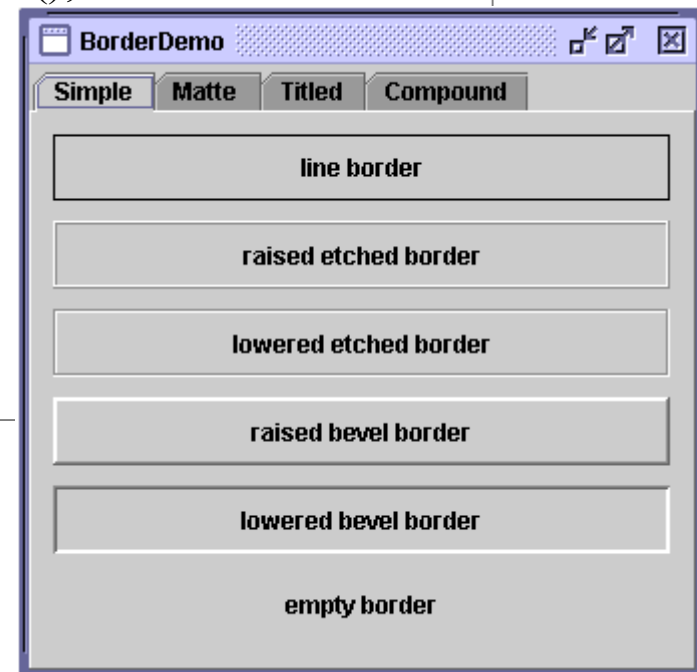 BorderDemo
Simple Matte Titled Compound
line border
raised etched border
lowered etched border
raised bevel border
lowered bevel border
empty border